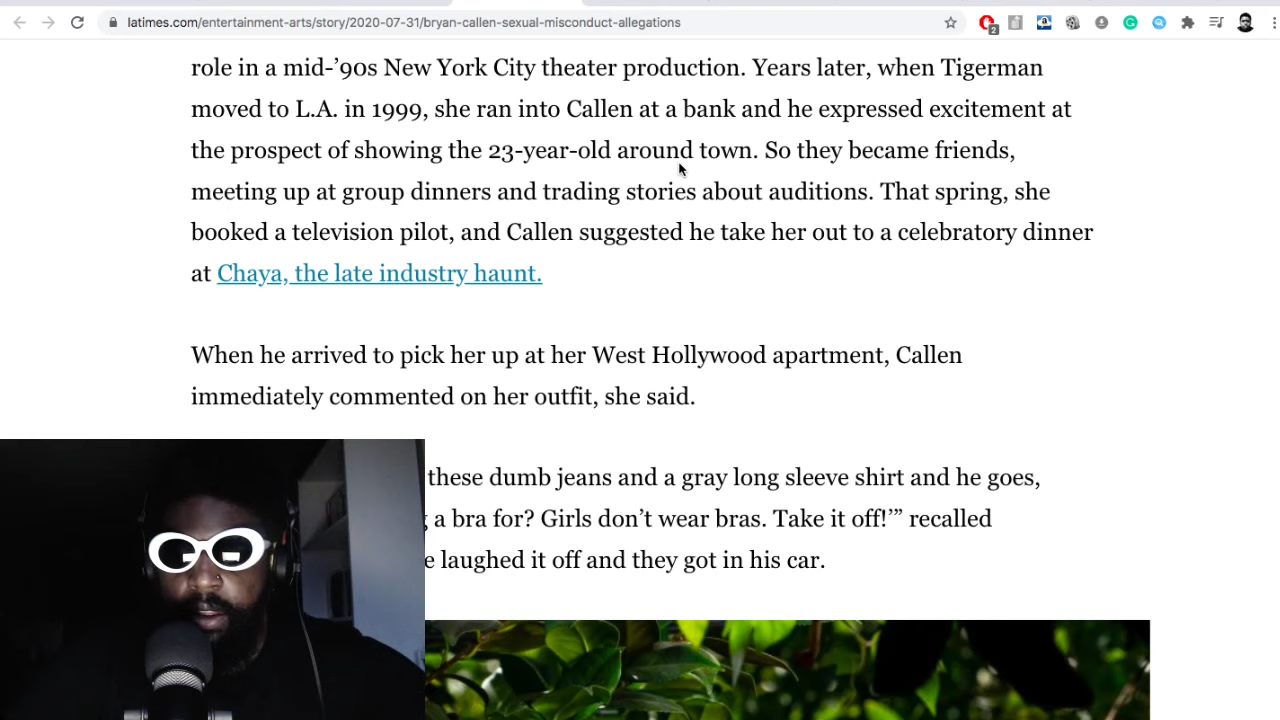 latimes.com/entertainment-arts/story/2020-07-31/bryan-callen-sexual-misconduct-allegations
2
role in a mid-’90s New York City theater production. Years later, when Tigerman
moved to L.A. in 1999, she ran into Callen at a bank and he expressed excitement at
the prospect of showing the 23-year-old around town. So they became friends,
meeting up at group dinners and trading stories about auditions. That spring, she
booked a television pilot, and Callen suggested he take her out to a celebratory dinner
at Chaya, the late industry haunt.
When he arrived to pick her up at her West Hollywood apartment, Callen
immediately commented on her outfit, she said.
these dumb jeans and a gray long sleeve shirt and he goes,
a bra for? Girls don’t wear bras. Take it off!’” recalled
laughed it off and they got in his car.